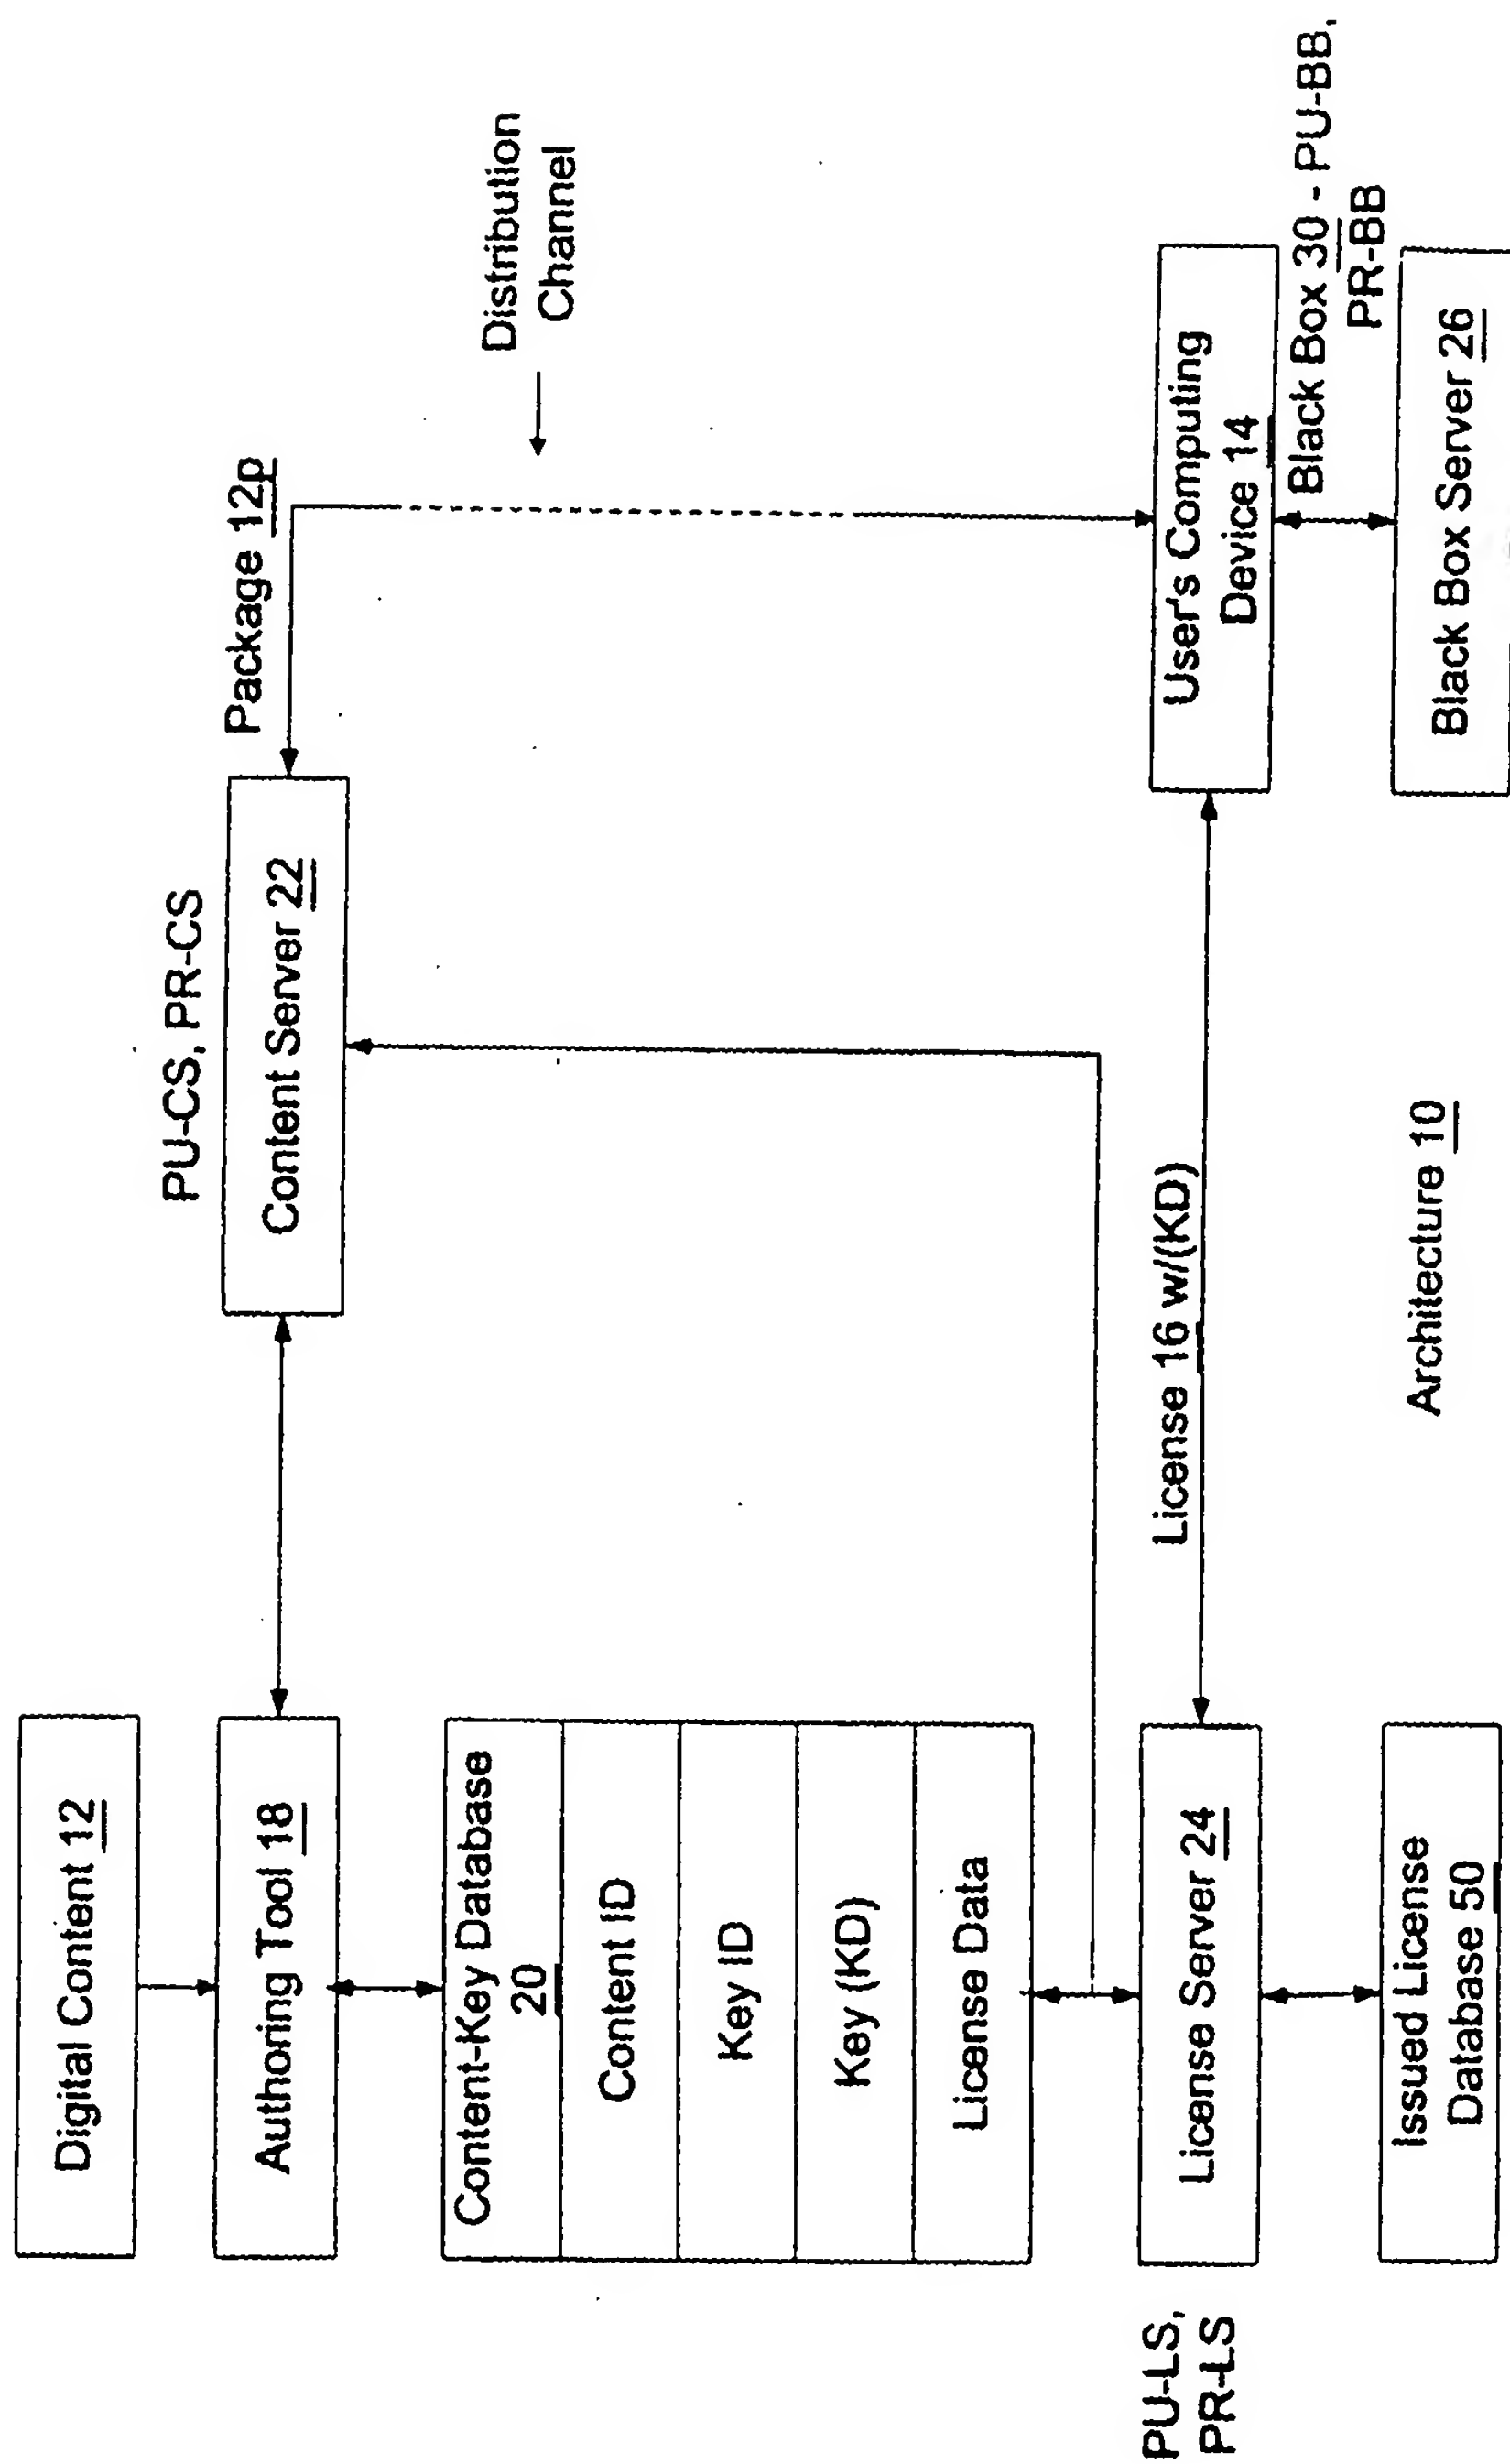 Digital Content 12
Authoring Tool 18
Content-Key Database
20
Content ID
Key ID
Key (KD)
License Data
PU-LS,
PR-LS
License Server 24
Issued License
Database 50
PU-CS, PR-CS
Content Server 22
Package 12p
Distribution
Channel
License 16 w/(KD)
User's Computing
Device 14
Black Box 30 - PU-BB,
PR-BB
Black Box Server 26
Architecture 10